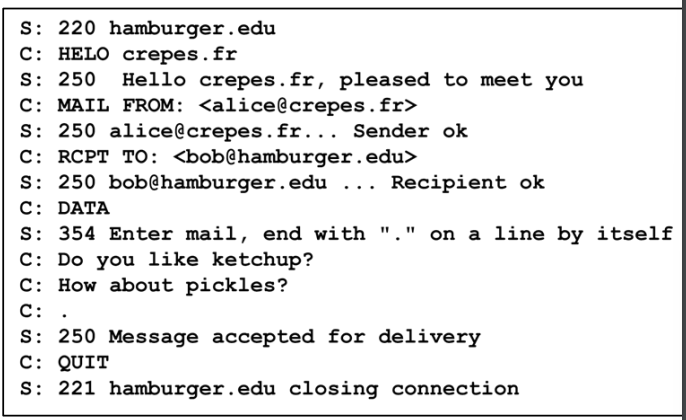 S: 220 hamburger.edu
C: HELO crepes.fr
S: 250  Hello crepes.fr, pleased to meet you
C: MAIL FROM: <alice@crepes.fr>
S: 250 alice@crepes.fr... Sender ok
C: RCPT TO: <bob@hamburger.edu>
S: 250 bob@hamburger.edu ... Recipient ok
C: DATA
S: 354 Enter mail, end with "." on a line by itself
C: Do you like ketchup?
C: How about pickles?
C: .
S: 250 Message accepted for delivery
C: QUIT
S: 221 hamburger.edu closing connection